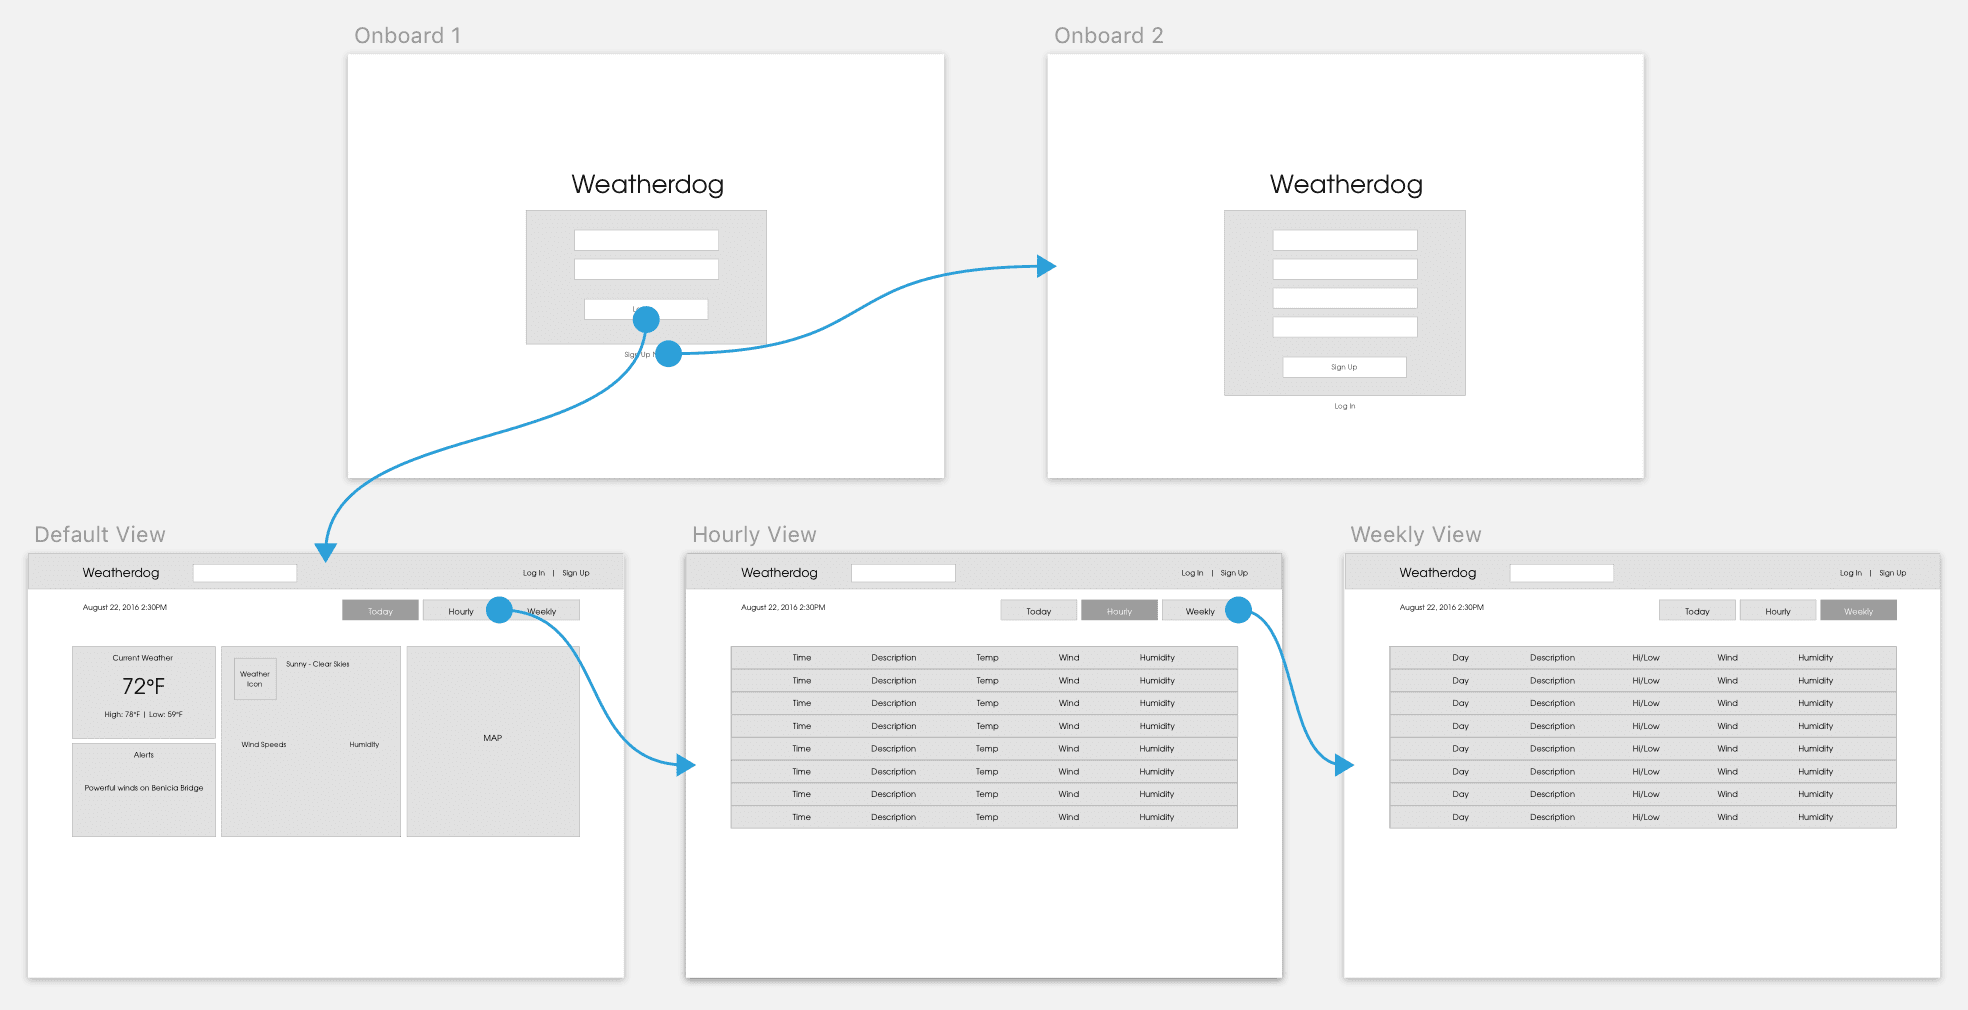 Onboard 1
Weatherdog
Sign Up
Onboard 2
Weatherdog
Sign Up
Log In
Default View
Weatherdog
Log In | Sign Up
August 22, 2016 2:30PM
Today Hourly Weekly
Current Weather
72°F
High: 78°F | Low: 59°F
Alerts
Powerful winds on Benicia Bridge
Weather
Icon
Sunny - Clear Skies
Wind Speeds Humidity
MAP
Hourly View
Weatherdog
Log In | Sign Up
August 22, 2016 2:30PM
Today Hourly Weekly
Time Description Temp Wind Humidity
Time Description Temp Wind Humidity
Time Description Temp Wind Humidity
Time Description Temp Wind Humidity
Time Description Temp Wind Humidity
Time Description Temp Wind Humidity
Time Description Temp Wind Humidity
Time Description Temp Wind Humidity
Weekly View
Weatherdog
Log In | Sign Up
August 22, 2016 2:30PM
Today Hourly Weekly
Day Description Hi/Low Wind Humidity
Day Description Hi/Low Wind Humidity
Day Description Hi/Low Wind Humidity
Day Description Hi/Low Wind Humidity
Day Description Hi/Low Wind Humidity
Day Description Hi/Low Wind Humidity
Day Description Hi/Low Wind Humidity
Day Description Hi/Low Wind Humidity